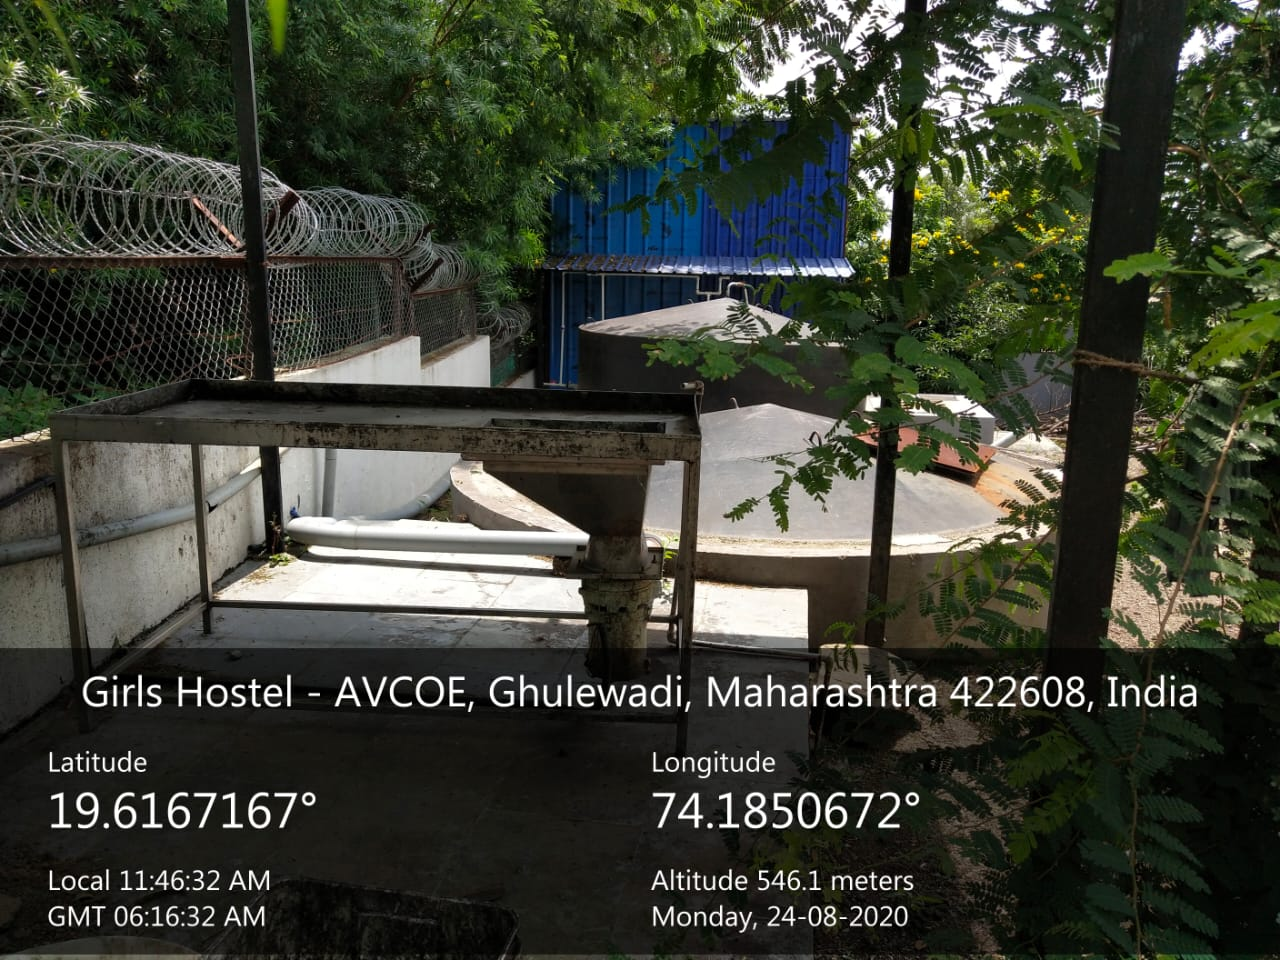 Girls Hostel - AVCOE, Ghulewadi, Maharashtra 422608, India
Latitude
19.6167167°
Longitude
74.1850672°
Local 11:46:32 AM
GMT 06:16:32 AM
Altitude 546.1 meters
Monday, 24-08-2020